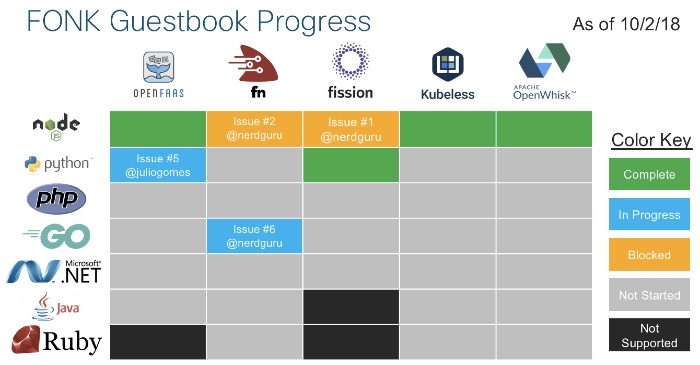 FONK Guestbook Progress
As of 10/2/18
OPENFAAS
fn
fission
Kubeless
APACHE
OpenWhisk™
node
JS
Issue #2
@nerdguru
Issue #1
@nerdguru
python™
Issue #5
@juliogomes
php
GO
Issue #6
@nerdguru
Microsoft®
.NET
Java
Ruby
Color Key
Complete
In Progress
Blocked
Not Started
Not
Supported